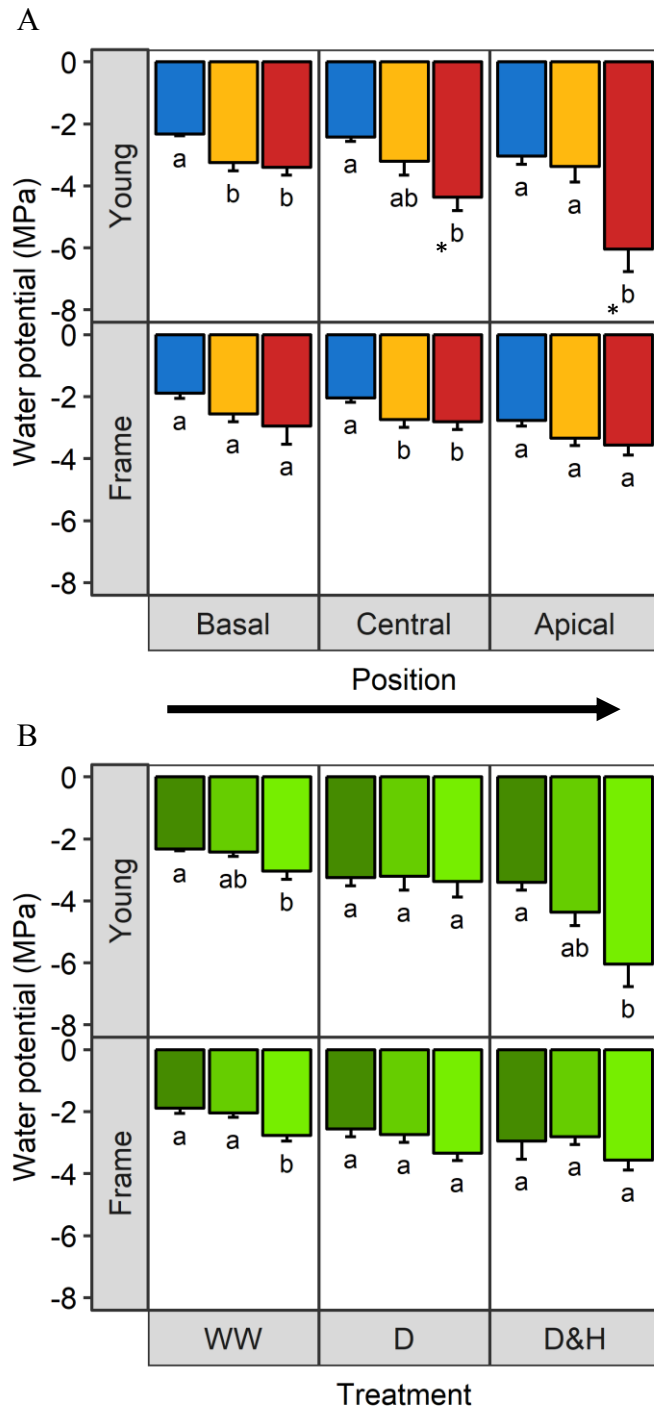 A
0
-2
-4
-6
-8
Young
a b b
a ab b
*
a a b
*
0
-2
-4
-6
-8
Frame
a a a
a b b
a a a
Water potential (MPa)
Basal Central Apical
Position
B
0
-2
-4
-6
-8
Young
a ab b
a a a
a ab b
0
-2
-4
-6
-8
Frame
a a b
a a a
a a a
Water potential (MPa)
WW D D&H
Treatment